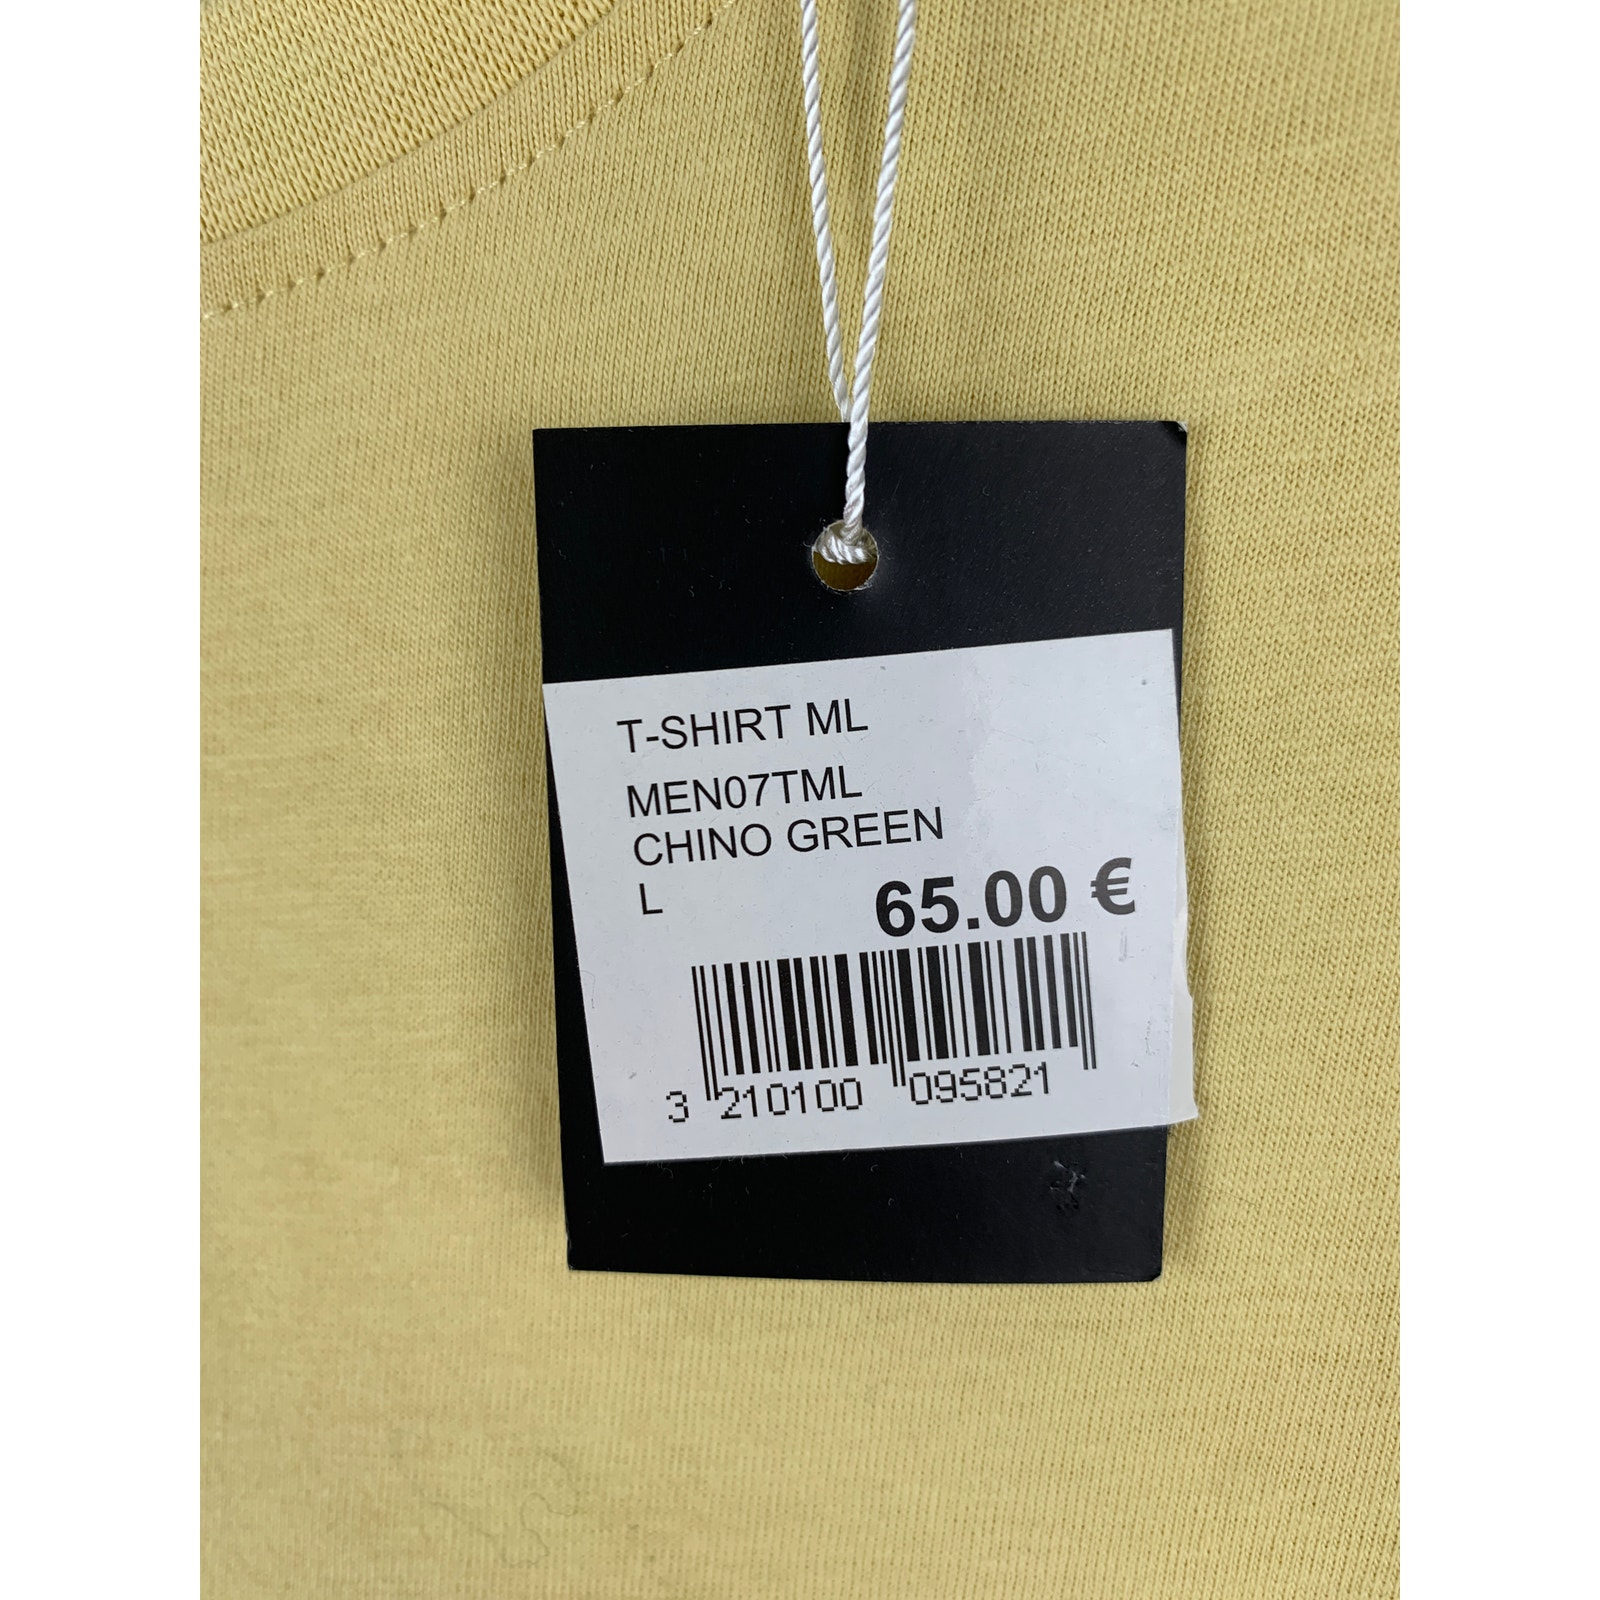 T-SHIRT ML
MEN07TML
CHINO GREEN
L 65.00 €
3 210100 095821